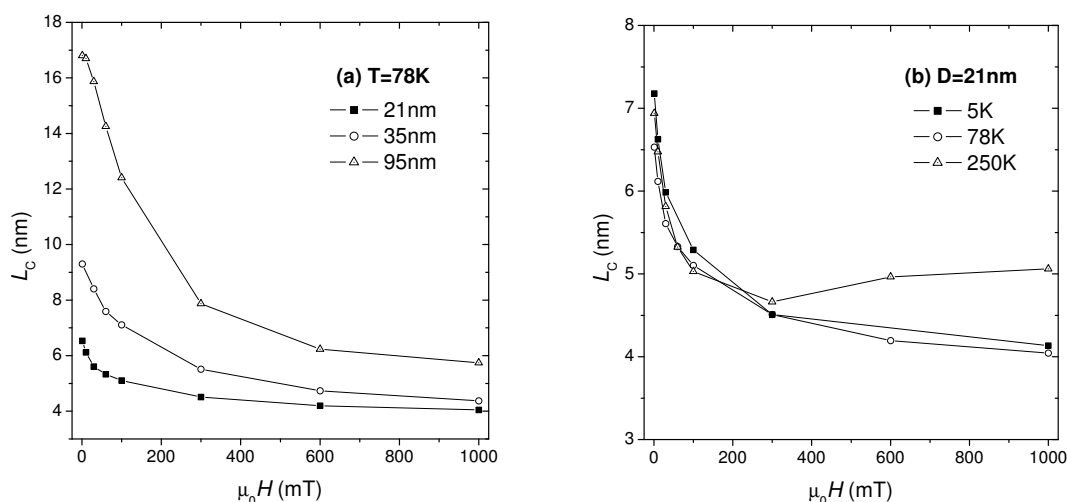 18
16
14
12
10
8
6
4
L_C (nm)
0 200 400 600 800 1000
μ₀H (mT)
(a) T=78K
21nm
35nm
95nm
8
7
6
5
4
3
L_C (nm)
0 200 400 600 800 1000
μ₀H (mT)
(b) D=21nm
5K
78K
250K